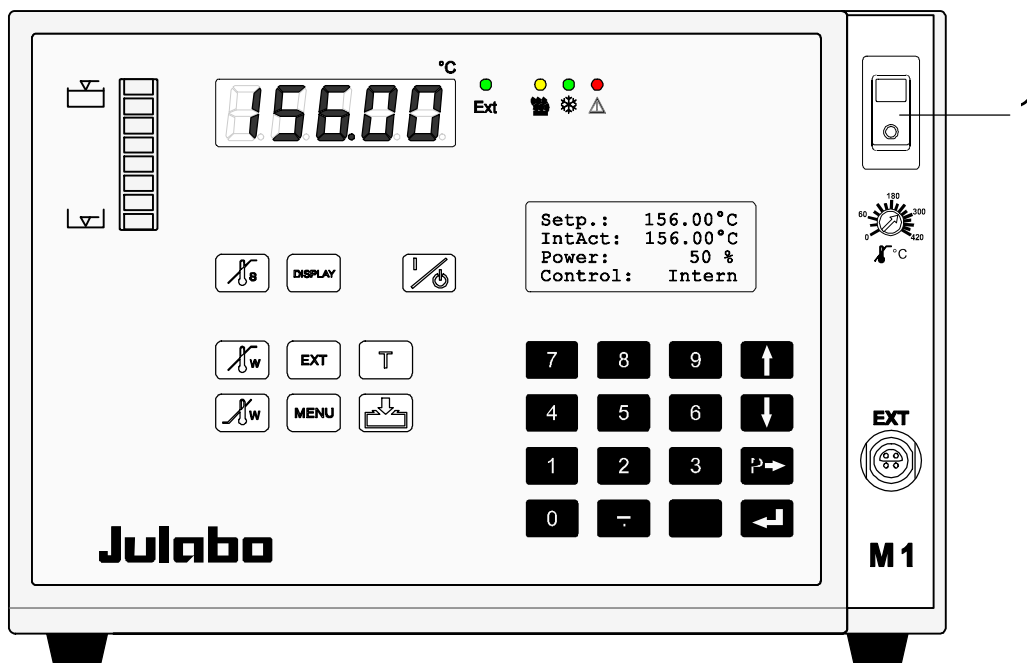 °C
156.00
Ext
1
180
60
300
0
420
°C
Setp.: 156.00°C
IntAct: 156.00°C
Power: 50 %
Control: Intern
S
DISPLAY
I
W
EXT
T
7 8 9
W
MENU
4 5 6
EXT
1 2 3 P
0 -.
Julabo
M1